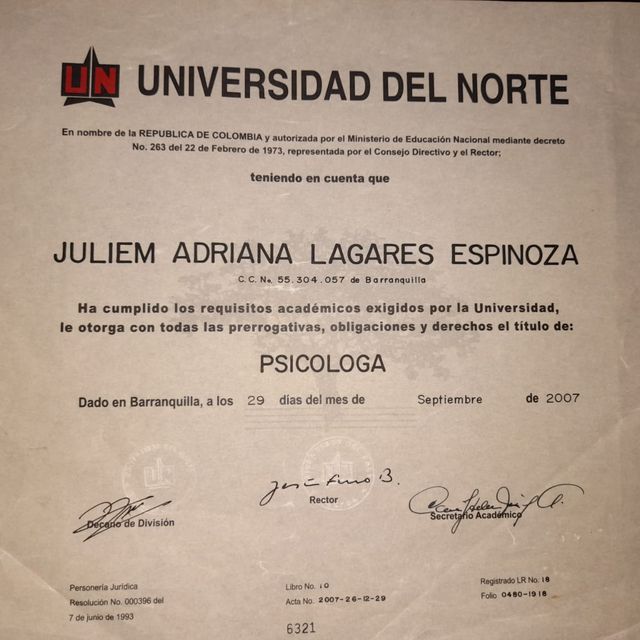 UN UNIVERSIDAD DEL NORTE
En nombre de la REPUBLICA DE COLOMBIA y autorizada por el Ministerio de Educación Nacional mediante decreto
No. 263 del 22 de Febrero de 1973, representada por el Consejo Directivo y el Rector;
teniendo en cuenta que
JULIEM ADRIANA LAGARES ESPINOZA
C.C. No. 55.304.057 de Barranquilla
Ha cumplido los requisitos académicos exigidos por la Universidad,
le otorga con todas las prerrogativas, obligaciones y derechos el título de:
PSICOLOGA
Dado en Barranquilla, a los 29 días del mes de Septiembre de 2007
Rector
Decano de División
Secretario Académico
Personería Jurídica
Resolución No. 000396 del
7 de junio de 1993
Libro No. 10
Acta No. 2007-26-12-29
Registrado LR No. 18
Folio 0480-1918
6321